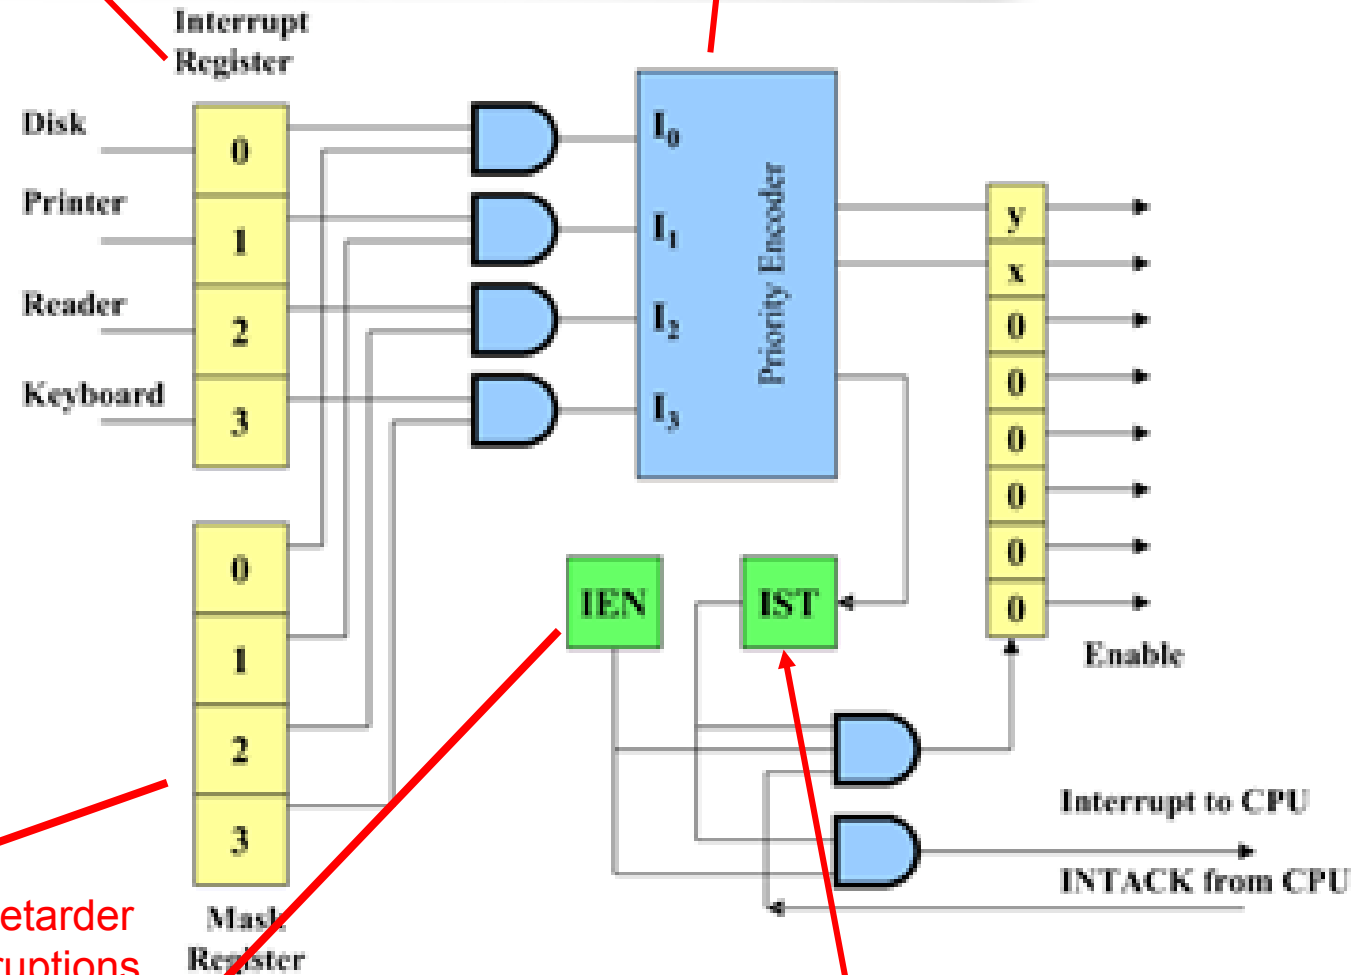 Interrupt
Register
Disk
0
Printer
1
Reader
2
Keyboard
3
I0
I1
I2
I3
Priority Encoder
y
x
0
0
0
0
0
0
Enable
0
1
2
3
Mask
Register
IEN
IST
Interrupt to CPU
INTACK from CPU
etarder
ruptions